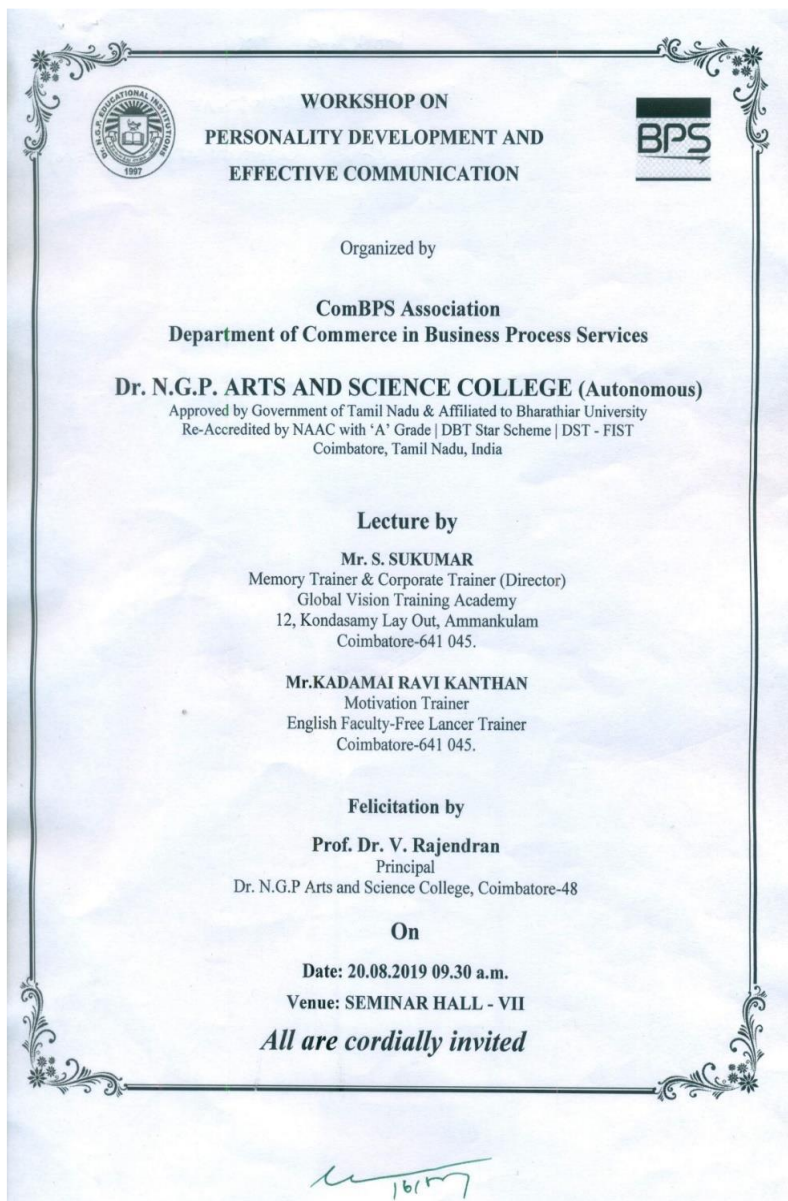 WORKSHOP ON
PERSONALITY DEVELOPMENT AND
EFFECTIVE COMMUNICATION
Dr. N.G.P. EDUCATIONAL INSTITUTIONS
1997
BPS
Organized by
ComBPS Association
Department of Commerce in Business Process Services
Dr. N.G.P. ARTS AND SCIENCE COLLEGE (Autonomous)
Approved by Government of Tamil Nadu & Affiliated to Bharathiar University
Re-Accredited by NAAC with ‘A’ Grade | DBT Star Scheme | DST - FIST
Coimbatore, Tamil Nadu, India
Lecture by
Mr. S. SUKUMAR
Memory Trainer & Corporate Trainer (Director)
Global Vision Training Academy
12, Kondasamy Lay Out, Ammankulam
Coimbatore-641 045.
Mr.KADAMAI RAVI KANTHAN
Motivation Trainer
English Faculty-Free Lancer Trainer
Coimbatore-641 045.
Felicitation by
Prof. Dr. V. Rajendran
Principal
Dr. N.G.P Arts and Science College, Coimbatore-48
On
Date: 20.08.2019 09.30 a.m.
Venue: SEMINAR HALL - VII
All are cordially invited